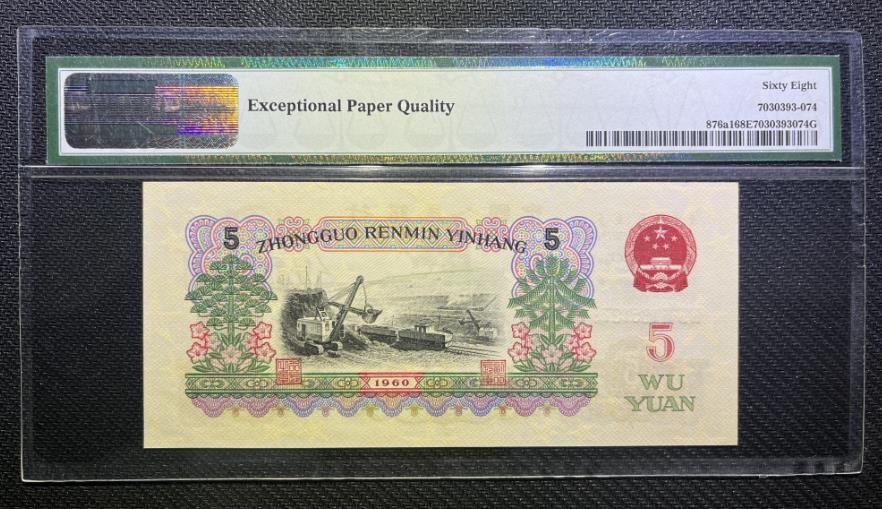 Exceptional Paper Quality
Sixty Eight
7030393-074
876a168E7030393074G
5 ZHONGGUO RENMIN YINHANG 5
5
WU
YUAN
1960